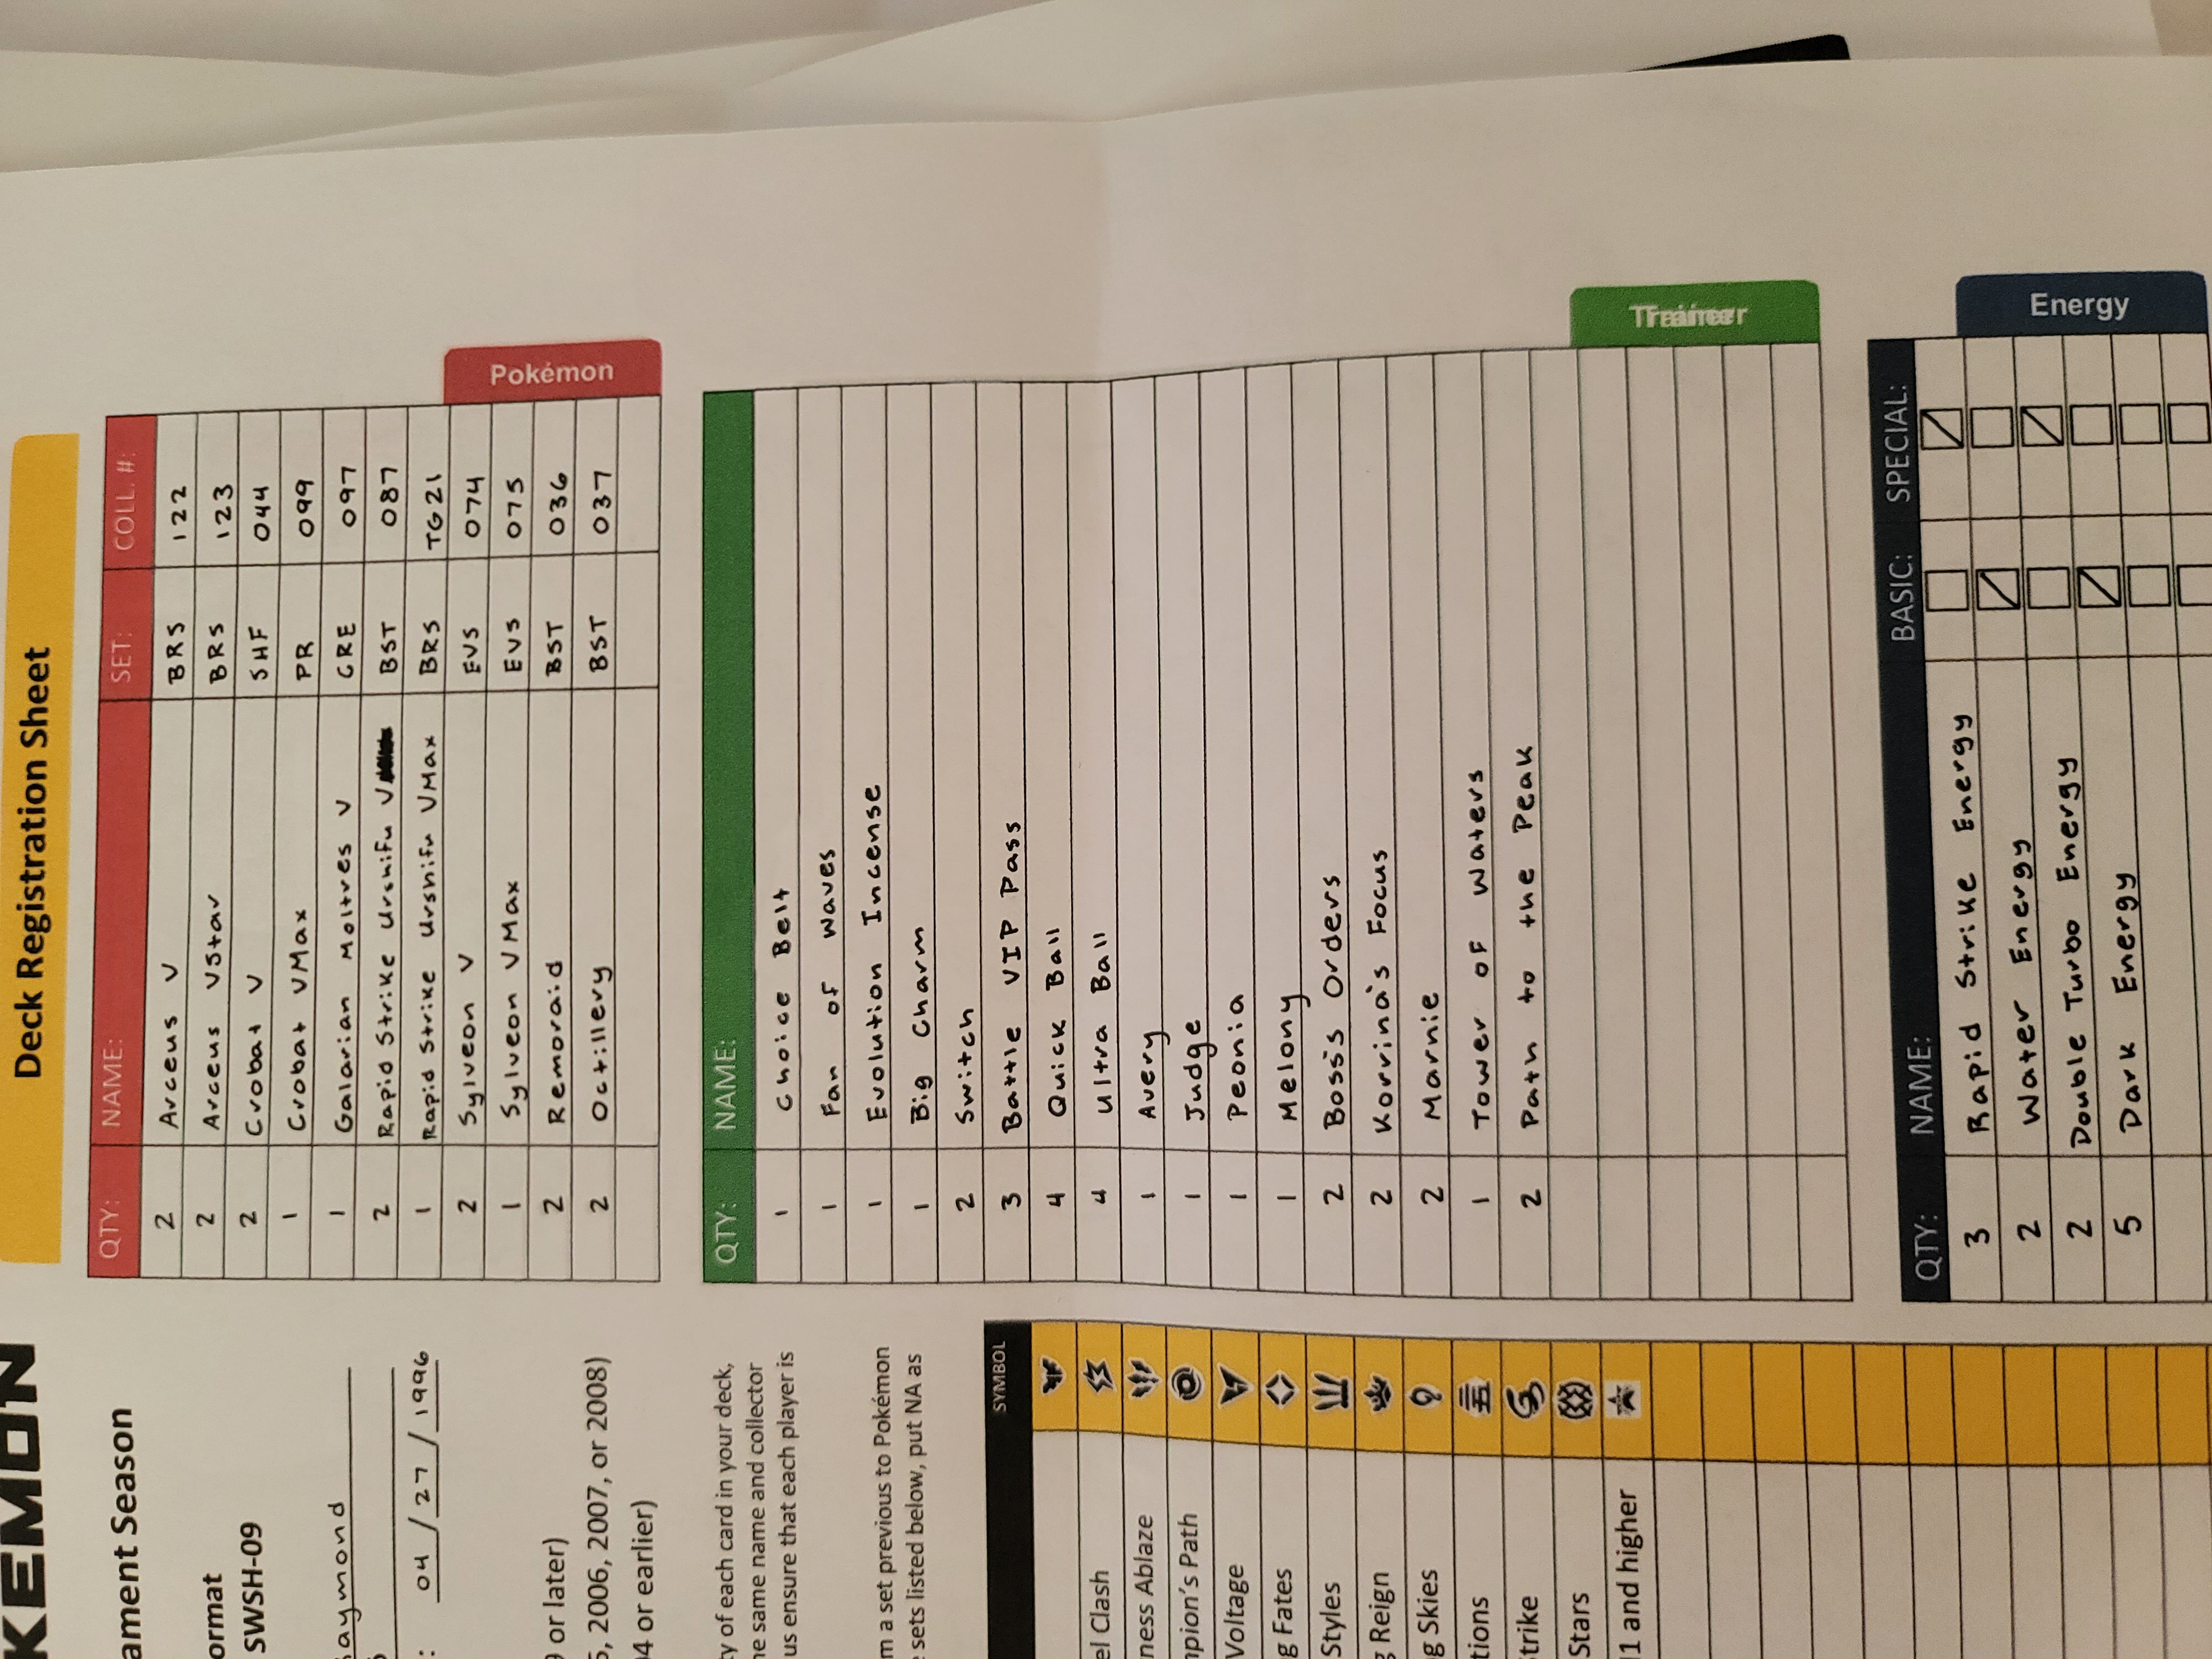 KEMON
Deck Registration Sheet
ament Season
ormat
SWSH-09
aymond
: 04 / 27 / 1996
9 or later)
5, 2006, 2007, or 2008)
04 or earlier)
ty of each card in your deck,
he same name and collector
us ensure that each player is
m a set previous to Pokémon
e sets listed below, put NA as
SYMBOL
el Clash
ness Ablaze
mpion's Path
Voltage
g Fates
Styles
g Reign
g Skies
tions
Strike
Stars
11 and higher
QTY: NAME: SET: COLL. #:
2 Arceus V BRS 122
2 Arceus VStar BRS 123
2 Crobat V SHF 044
1 Crobat VMax PR 099
1 Galarian Moltres V CRE 097
2 Rapid Strike Urshifu V BST 087
1 Rapid Strike Urshifu VMax BRS TG21
2 Sylveon V EVS 074
1 Sylveon VMax EVS 075
2 Remoraid BST 036
2 Octillery BST 037
Pokémon
QTY: NAME:
1 Choice Belt
1 Fan of waves
1 Evolution Incense
1 Big Charm
2 Switch
3 Battle VIP Pass
4 Quick Ball
4 Ultra Ball
1 Avery
1 Judge
1 Peonia
1 Melony
2 Boss's Orders
2 Korrina's Focus
2 Marnie
1 Tower of Waters
2 Path to the Peak
Trainer
QTY: NAME: BASIC: SPECIAL:
3 Rapid Strike Energy
2 Water Energy
2 Double Turbo Energy
5 Dark Energy
Energy